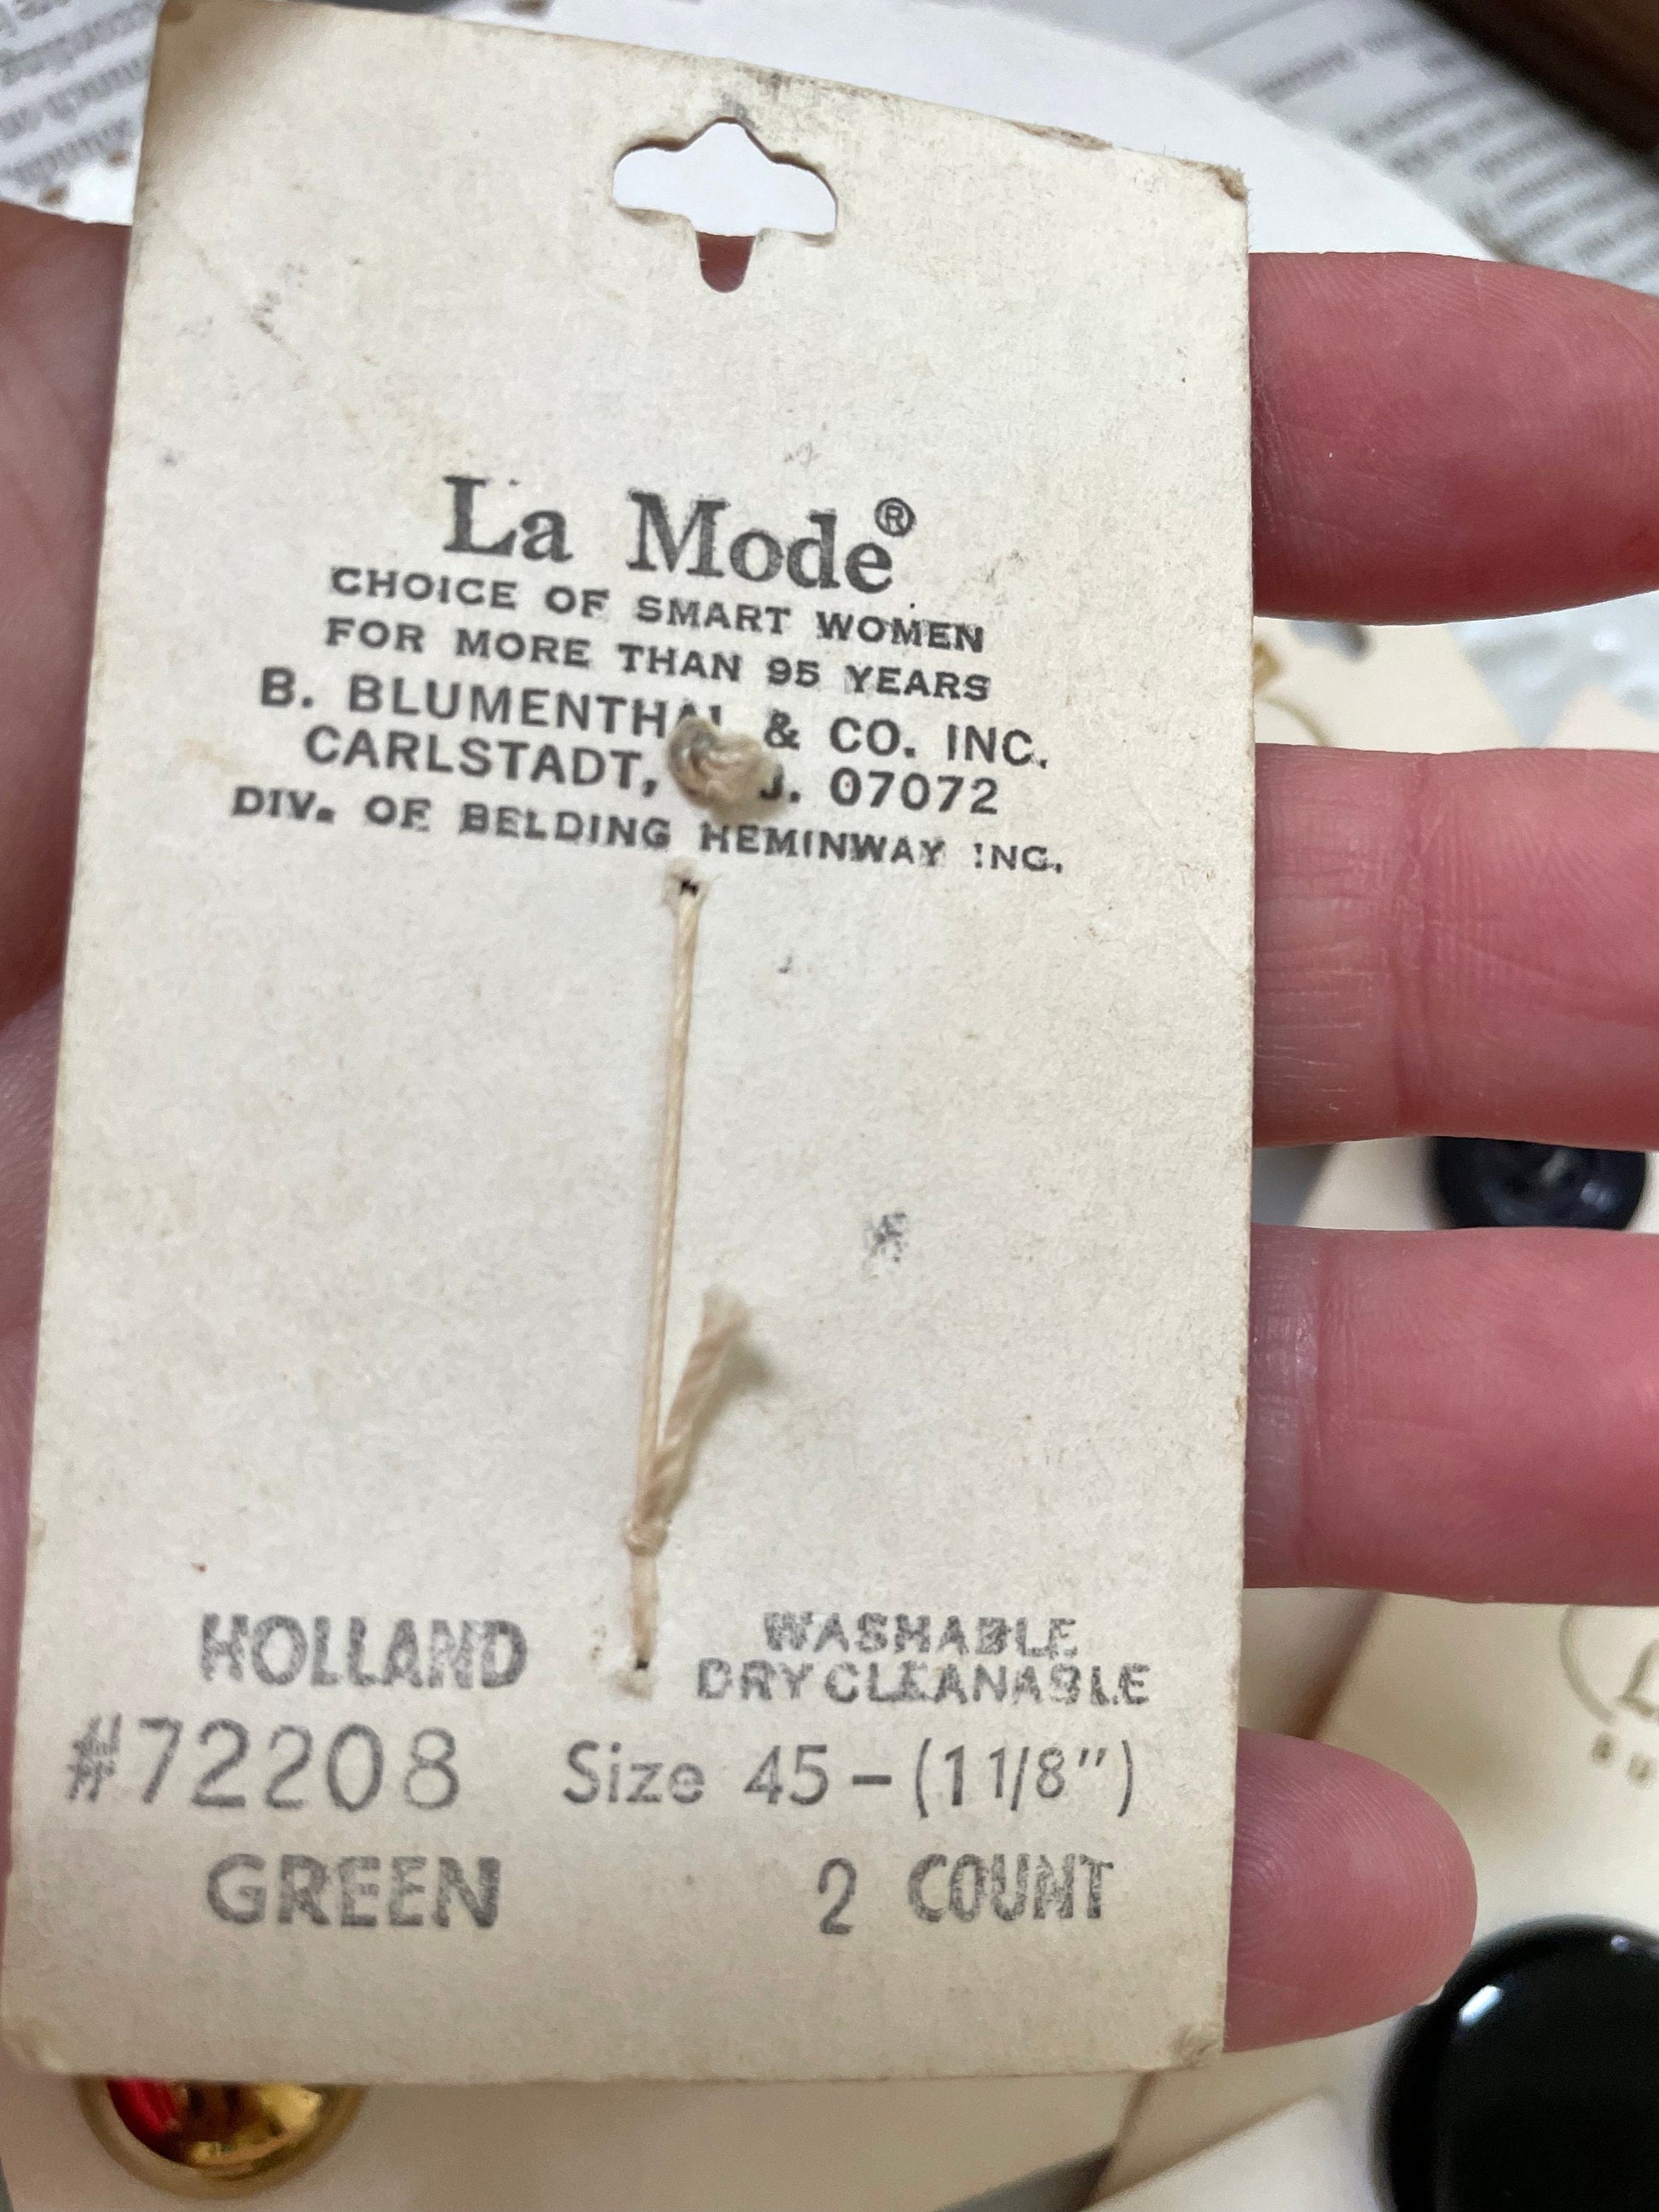 La Mode®
CHOICE OF SMART WOMEN
FOR MORE THAN 95 YEARS
B. BLUMENTHAL & CO. INC.
CARLSTADT, J. 07072
DIV. OF BELDING HEMINWAY INC.
HOLLAND
WASHABLE
DRYCLEANABLE
#72208 Size 45-(1 1/8")
GREEN 2 COUNT